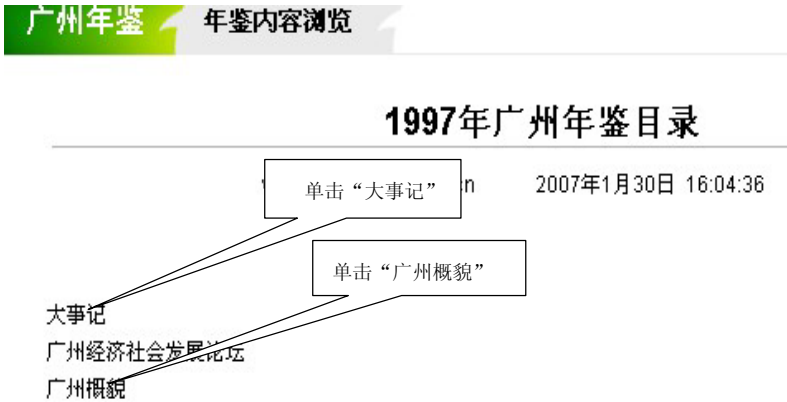 广州年鉴 年鉴内容浏览
1997年广州年鉴目录
单击“大事记” cn 2007年1月30日 16:04:36
单击“广州概貌”
大事记
广州经济社会发展论坛
广州概貌